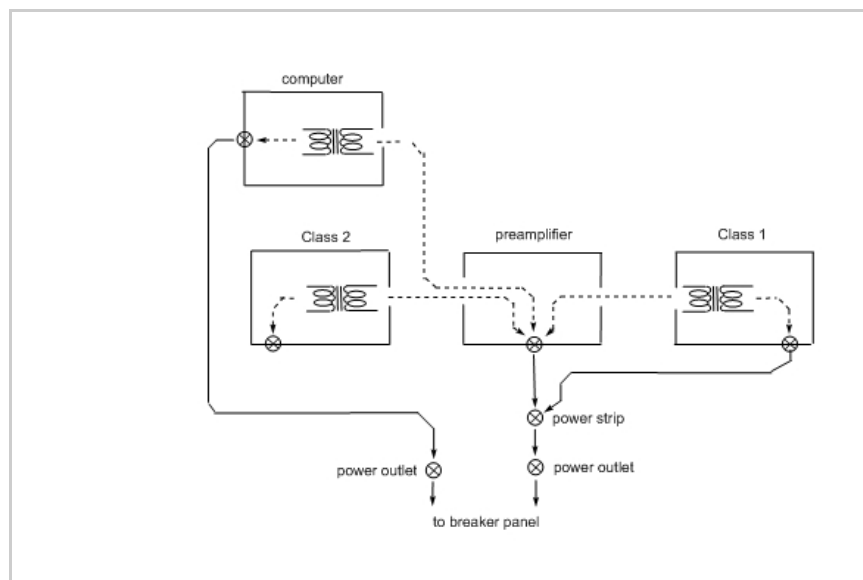 computer
Class 2
preamplifier
Class 1
power strip
power outlet
power outlet
to breaker panel